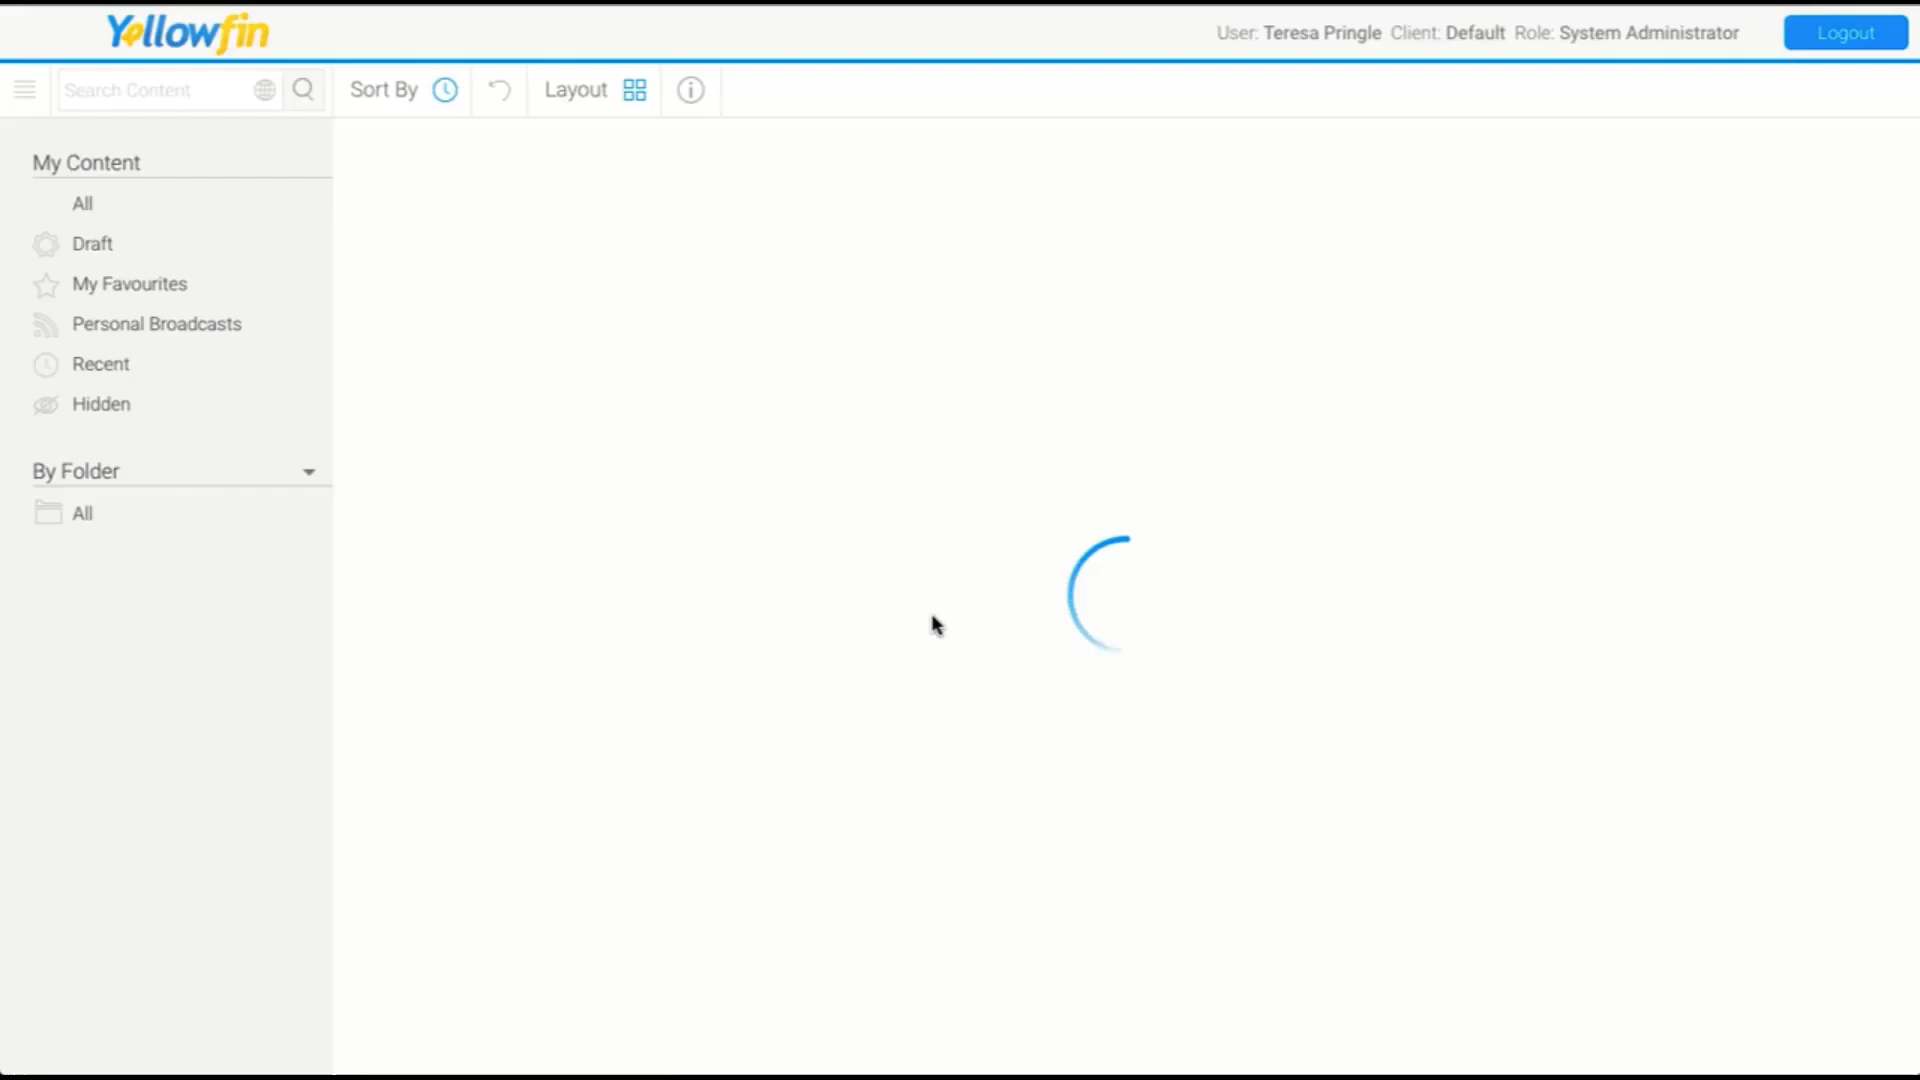 Yellowfin
User: Teresa Pringle Client: Default Role: System Administrator
Logout
Search Content
Sort By
Layout
My Content
All
Draft
My Favourites
Personal Broadcasts
Recent
Hidden
By Folder
All